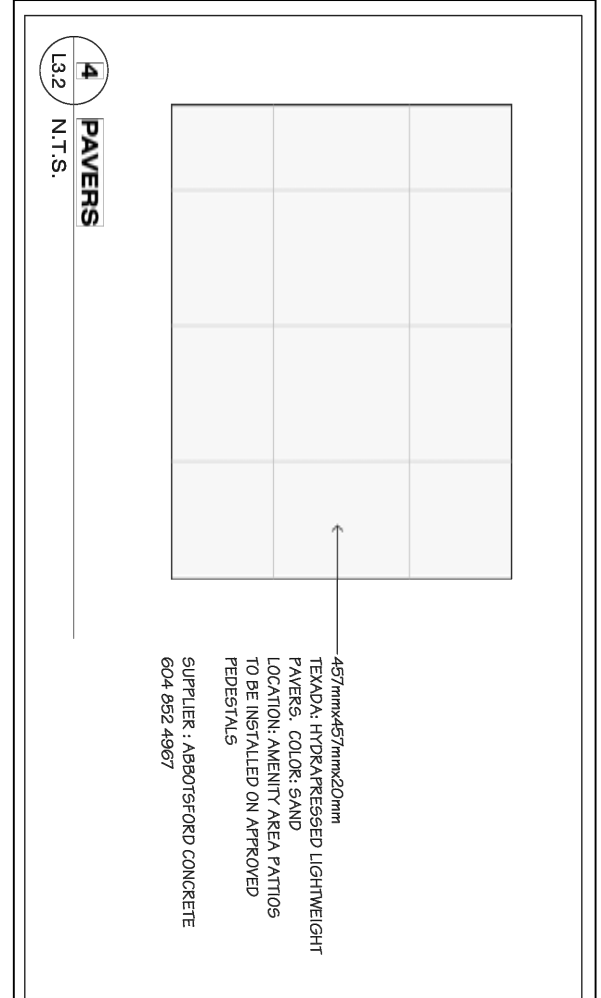 457mmx457mmx20mm
TEXADA: HYDRAPRESSED LIGHTWEIGHT
PAVERS. COLOR: SAND
LOCATION: AMENITY AREA PATTIOS
TO BE INSTALLED ON APPROVED
PEDESTALS
SUPPLIER : ABBOTSFORD CONCRETE
604 852 4967
4 PAVERS
L3.2 N.T.S.